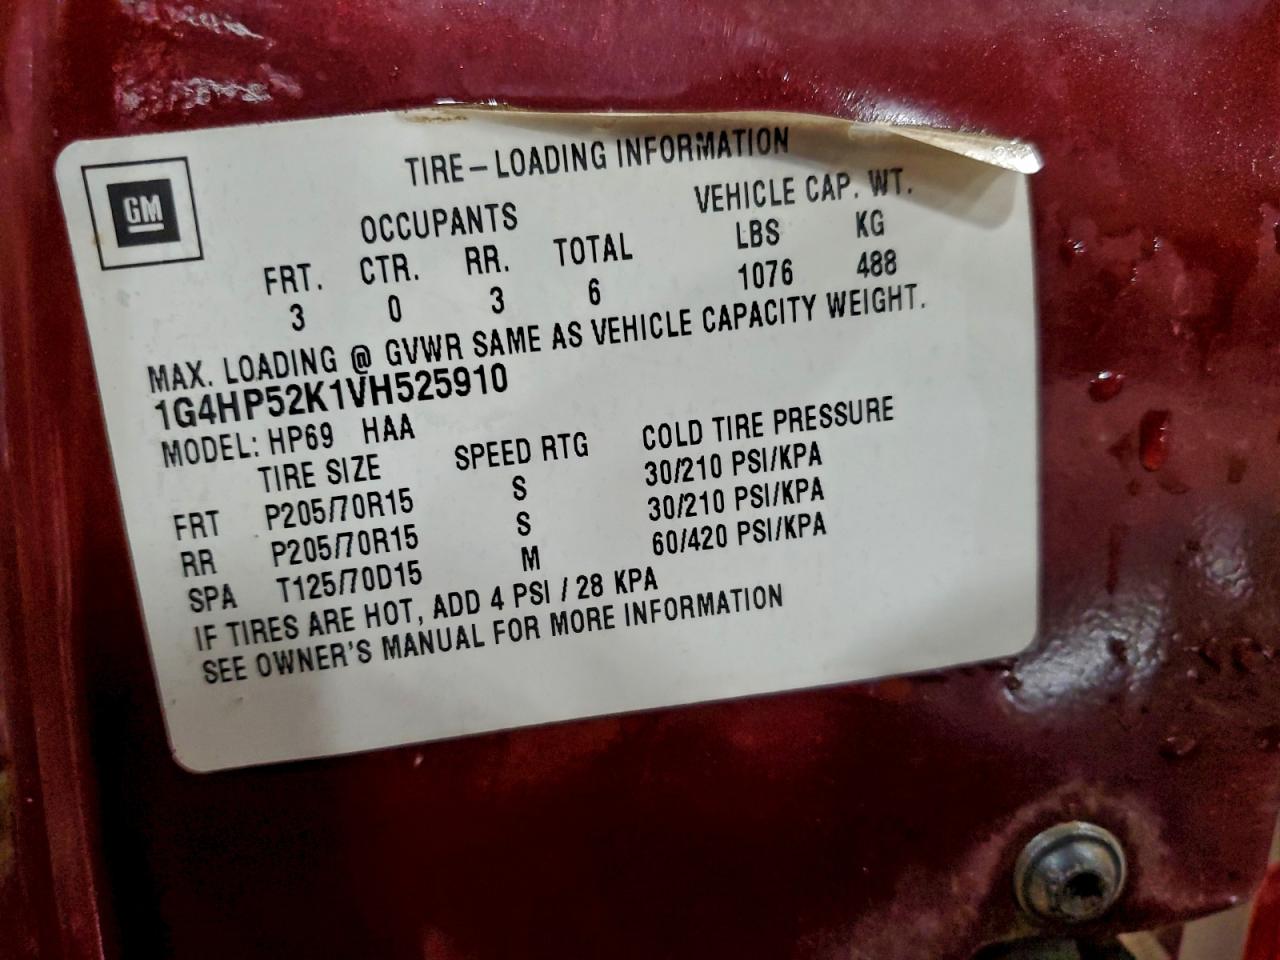 GM
TIRE-LOADING INFORMATION
OCCUPANTS VEHICLE CAP. WT.
FRT. CTR. RR. TOTAL LBS KG
3 0 3 6 1076 488
MAX. LOADING @ GVWR SAME AS VEHICLE CAPACITY WEIGHT.
1G4HP52K1VH525910
MODEL: HP69 HAA
TIRE SIZE SPEED RTG COLD TIRE PRESSURE
FRT P205/70R15 S 30/210 PSI/KPA
RR P205/70R15 S 30/210 PSI/KPA
SPA T125/70D15 M 60/420 PSI/KPA
IF TIRES ARE HOT, ADD 4 PSI / 28 KPA
SEE OWNER'S MANUAL FOR MORE INFORMATION